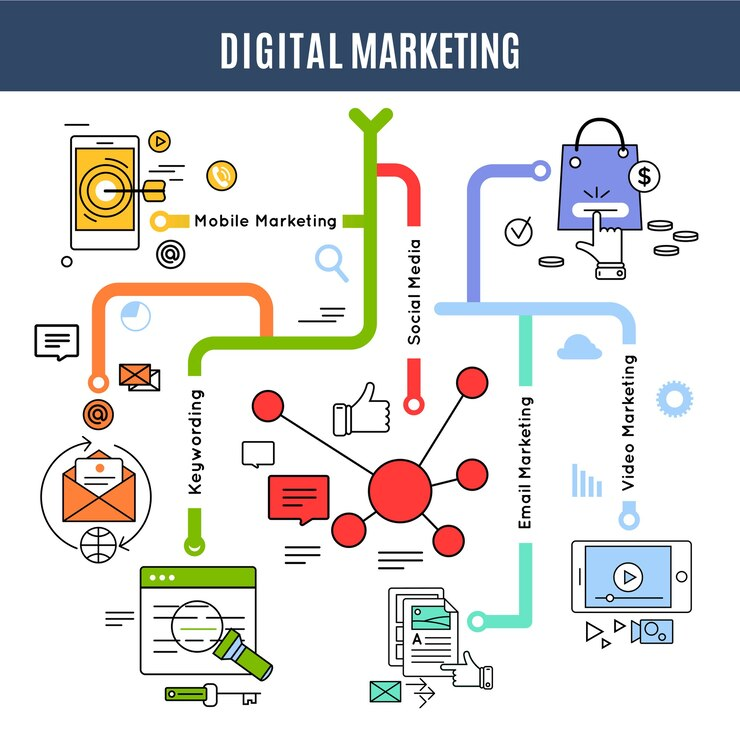 DIGITAL MARKETING
$
Mobile Marketing
@
Social Media
@
Keywording
Email Marketing
Video Marketing
A